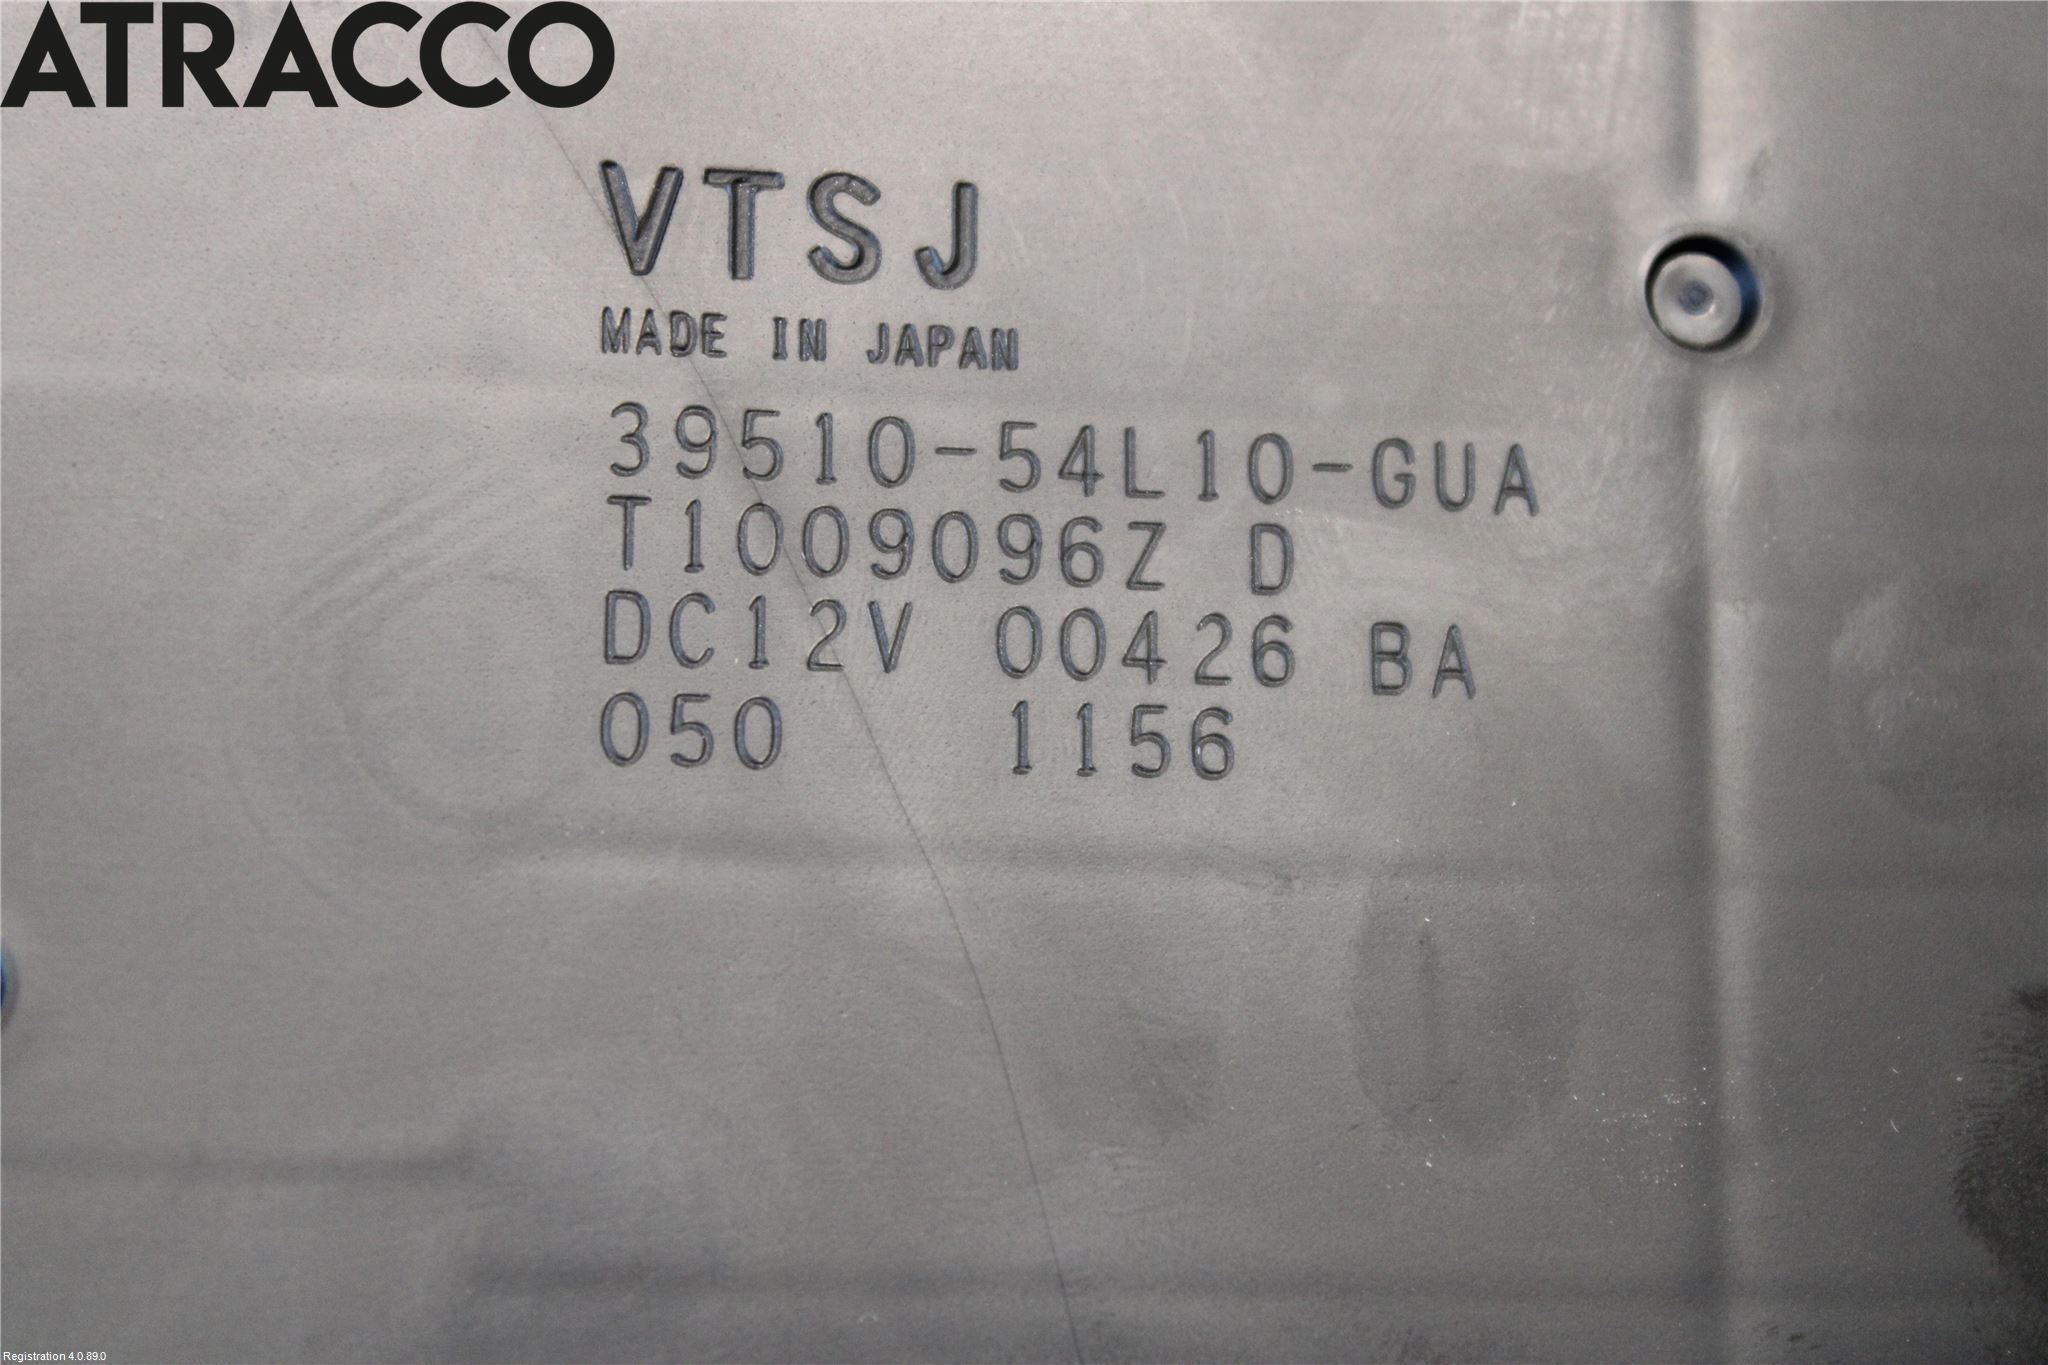 ATRACCO
VTSJ
MADE IN JAPAN
39510-54L10-GUA
T1009096Z D
DC12V 00426 BA
050 1156
Registration 4.0.89.0